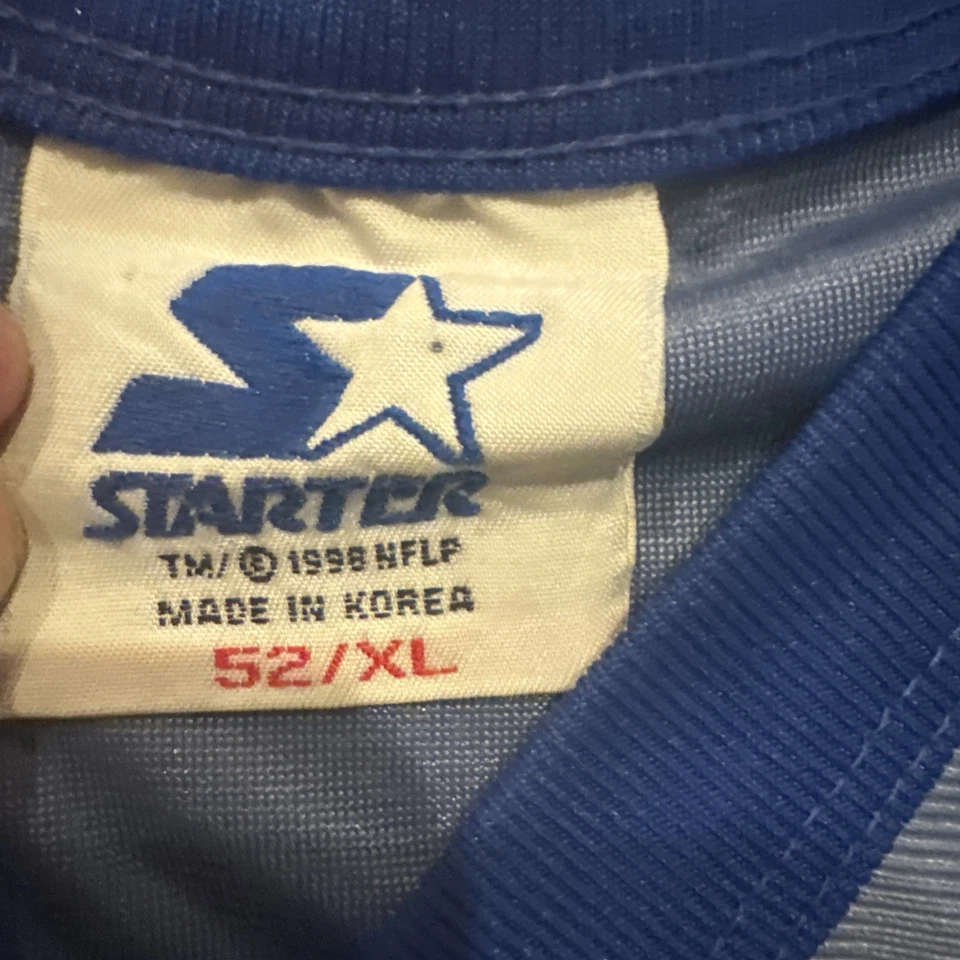 STARTER
TM/© 1998 NFLP
MADE IN KOREA
52/XL